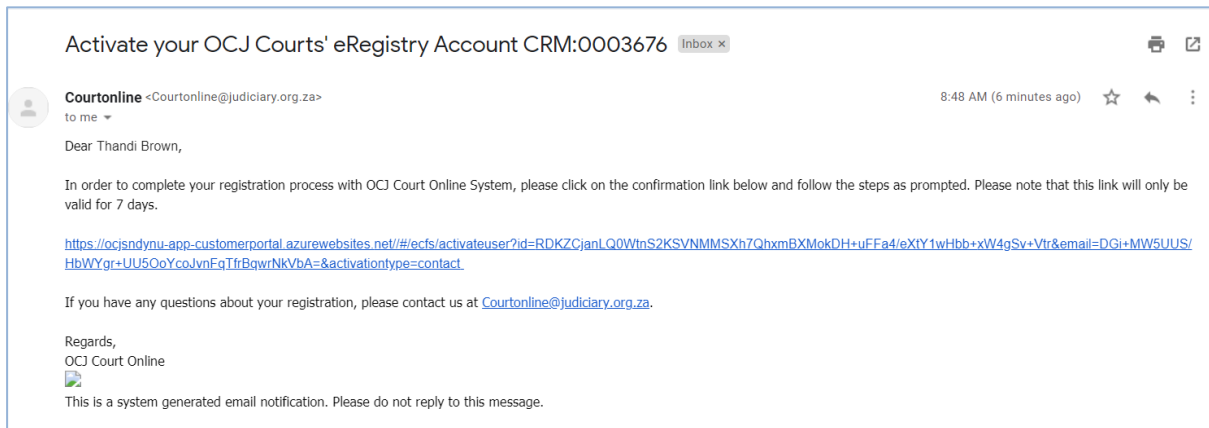 Activate your OCJ Courts' eRegistry Account CRM:0003676 Inbox ×
Courtonline <Courtonline@judiciary.org.za> 8:48 AM (6 minutes ago)
to me
Dear Thandi Brown,
In order to complete your registration process with OCJ Court Online System, please click on the confirmation link below and follow the steps as prompted. Please note that this link will only be
valid for 7 days.
https://ocjsndynu-app-customerportal.azurewebsites.net//#/ecfs/activateuser?id=RDKZCjanLQ0WtnS2KSVNMMSXh7QhxmBXMokDH+uFFa4/eXtY1wHbb+xW4gSv+Vtr&email=DGi+MW5UUS/
HbWYgr+UU5OoYcoJvnFqTfrBqwrNkVbA=&activationtype=contact
If you have any questions about your registration, please contact us at Courtonline@judiciary.org.za.
Regards,
OCJ Court Online
This is a system generated email notification. Please do not reply to this message.